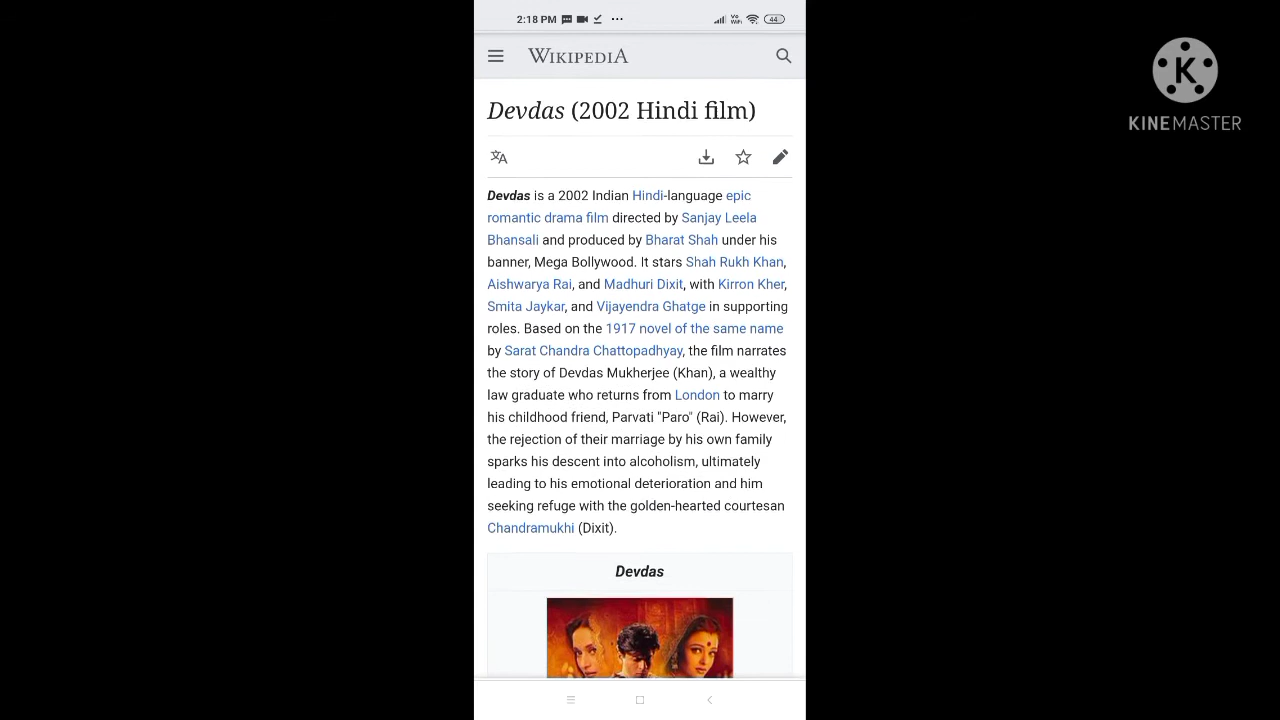 2:18 PM
Vo
WiFi
44
WIKIPEDIA
Devdas (2002 Hindi film)
Devdas is a 2002 Indian Hindi-language epic
romantic drama film directed by Sanjay Leela
Bhansali and produced by Bharat Shah under his
banner, Mega Bollywood. It stars Shah Rukh Khan,
Aishwarya Rai, and Madhuri Dixit, with Kirron Kher,
Smita Jaykar, and Vijayendra Ghatge in supporting
roles. Based on the 1917 novel of the same name
by Sarat Chandra Chattopadhyay, the film narrates
the story of Devdas Mukherjee (Khan), a wealthy
law graduate who returns from London to marry
his childhood friend, Parvati "Paro" (Rai). However,
the rejection of their marriage by his own family
sparks his descent into alcoholism, ultimately
leading to his emotional deterioration and him
seeking refuge with the golden-hearted courtesan
Chandramukhi (Dixit).
Devdas
K
KINEMASTER